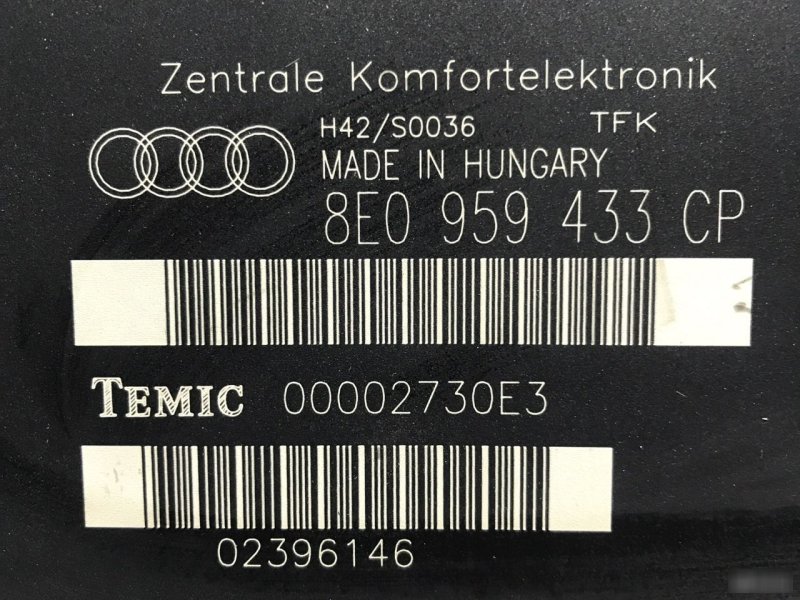 Zentrale Komfortelektronik
H42/S0036 TFK
MADE IN HUNGARY
8E0 959 433 CP
TEMIC 00002730E3
02396146